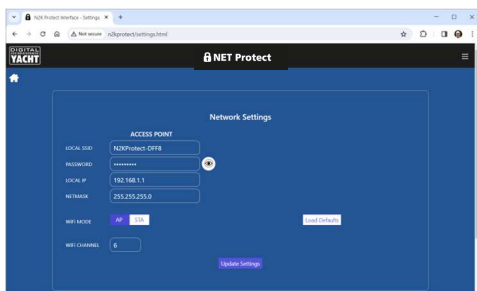 N2K Protect Interface - Settings
Not secure
n2kprotect/settings.html
DIGITAL
YACHT
NET Protect
Network Settings
ACCESS POINT
LOCAL SSID
N2KProtect-DFF8
PASSWORD
•••••••••
LOCAL IP
192.168.1.1
NETMASK
255.255.255.0
WIFI MODE
AP STA
Load Defaults
WIFI CHANNEL
6
Update Settings